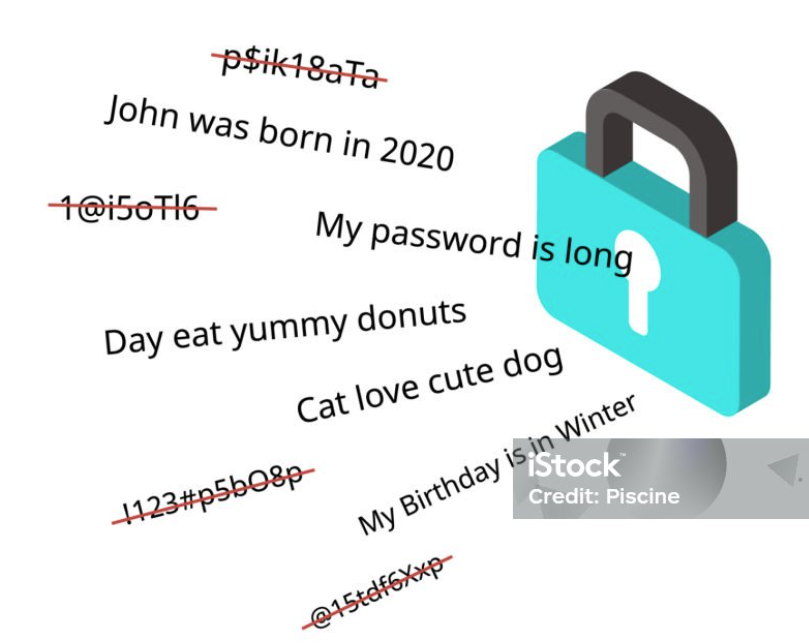 p$ik18aTa
John was born in 2020
1@i5oTl6
My password is long
Day eat yummy donuts
Cat love cute dog
My Birthday is in Winter
iStock™
Credit: Piscine
!123#p5bO8p
@15tdf6Xxp